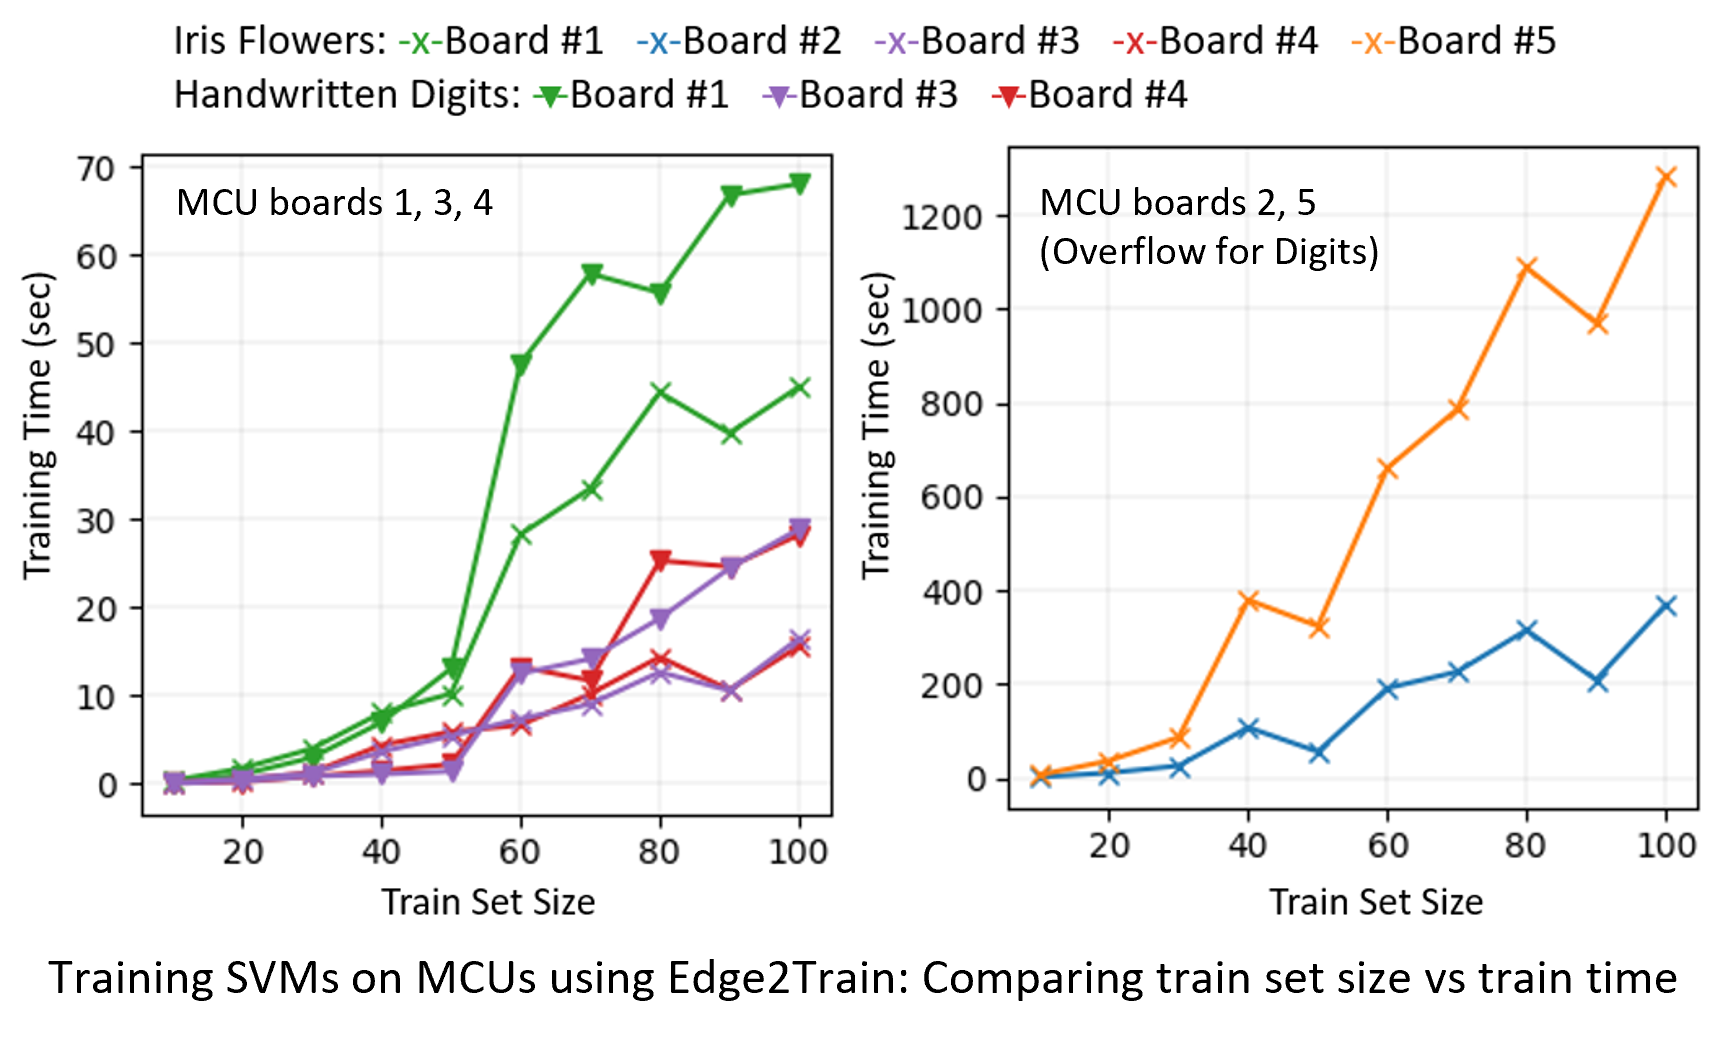 Iris Flowers: -x-Board #1 -x-Board #2 -x-Board #3 -x-Board #4 -x-Board #5
Handwritten Digits: Board #1 Board #3 Board #4
MCU boards 1, 3, 4
Training Time (sec)
70
60
50
40
30
20
10
0
20 40 60 80 100
Train Set Size
MCU boards 2, 5
(Overflow for Digits)
Training Time (sec)
1200
1000
800
600
400
200
0
20 40 60 80 100
Train Set Size
Training SVMs on MCUs using Edge2Train: Comparing train set size vs train time